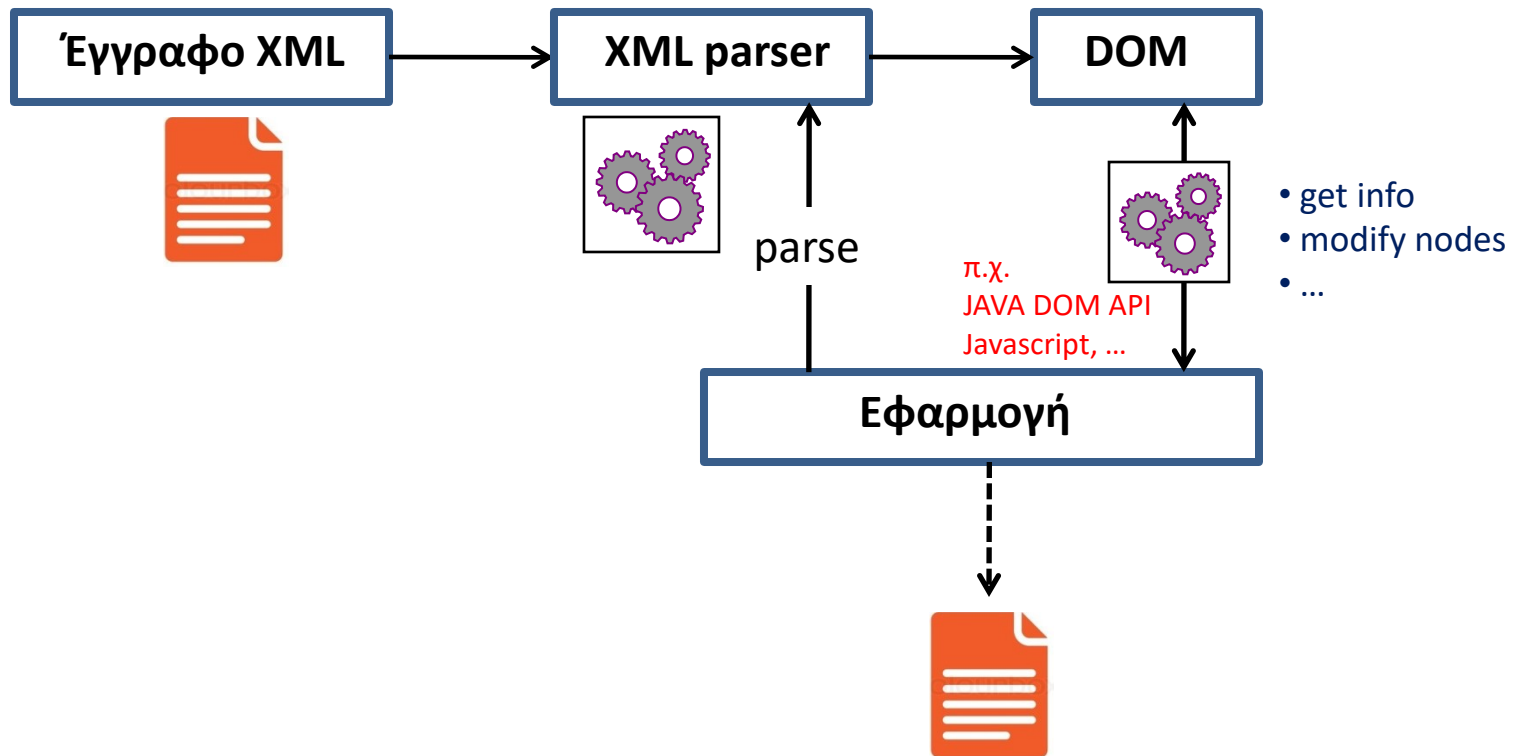 Έγγραφο XML
XML parser
DOM
parse
π.χ.
JAVA DOM API
Javascript, ...
• get info
• modify nodes
• ...
Εφαρμογή